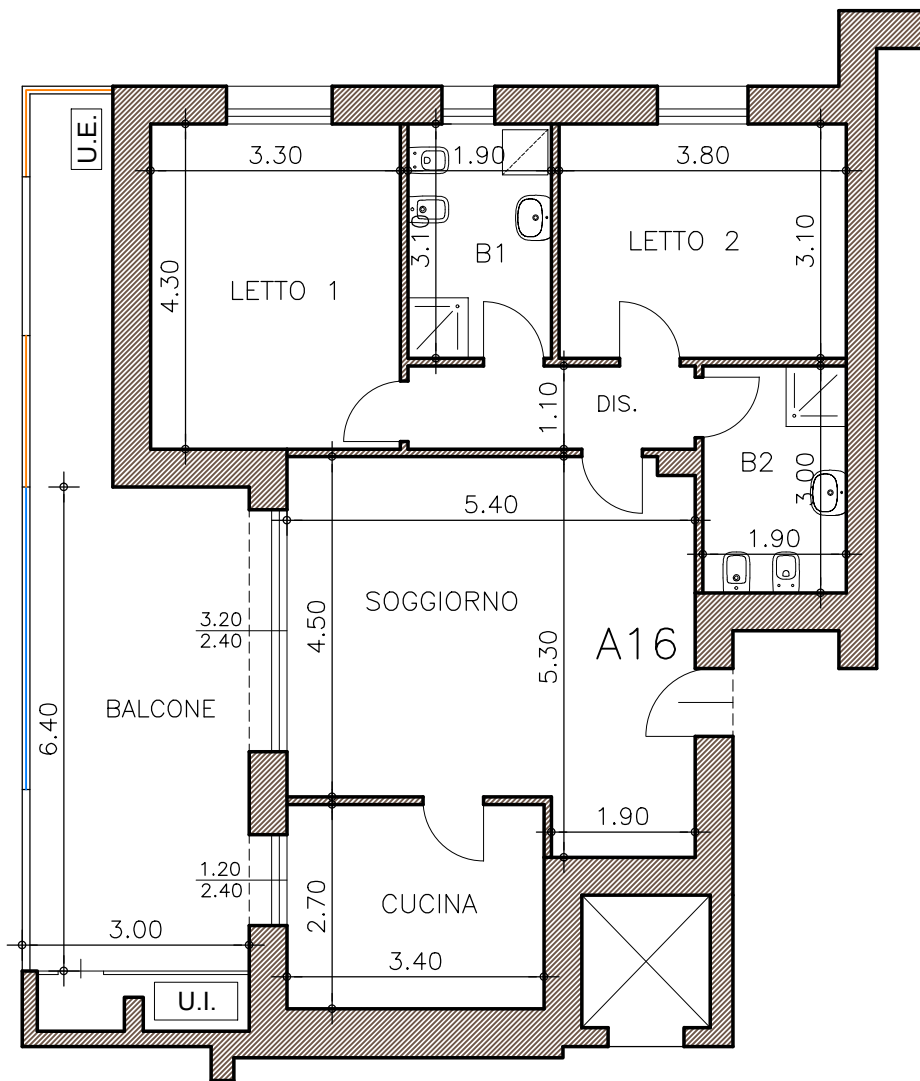 U.E.
3.30
1.90
3.80
4.30
3.10
B1
LETTO 2
3.10
LETTO 1
DIS.
1.10
B2
3.00
5.40
1.90
SOGGIORNO
3.20
2.40
4.50
5.30
A16
BALCONE
6.40
1.90
1.20
2.40
2.70
CUCINA
3.00
3.40
U.I.